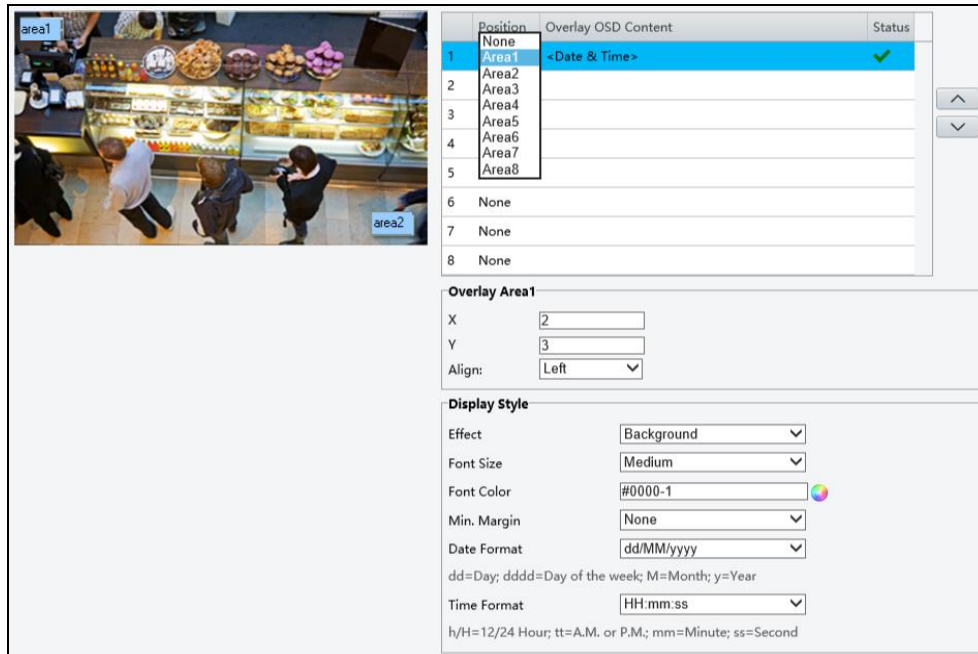 area1
area2
Position Overlay OSD Content Status
None
1 Area1 <Date & Time>
Area2
2
Area3
3 Area4
Area5
4 Area6
Area7
5 Area8
6 None
7 None
8 None
Overlay Area1
X 2
Y 3
Align: Left
Display Style
Effect Background
Font Size Medium
Font Color #0000-1
Min. Margin None
Date Format dd/MM/yyyy
dd=Day; dddd=Day of the week; M=Month; y=Year
Time Format HH:mm:ss
h/H=12/24 Hour; tt=A.M. or P.M.; mm=Minute; ss=Second